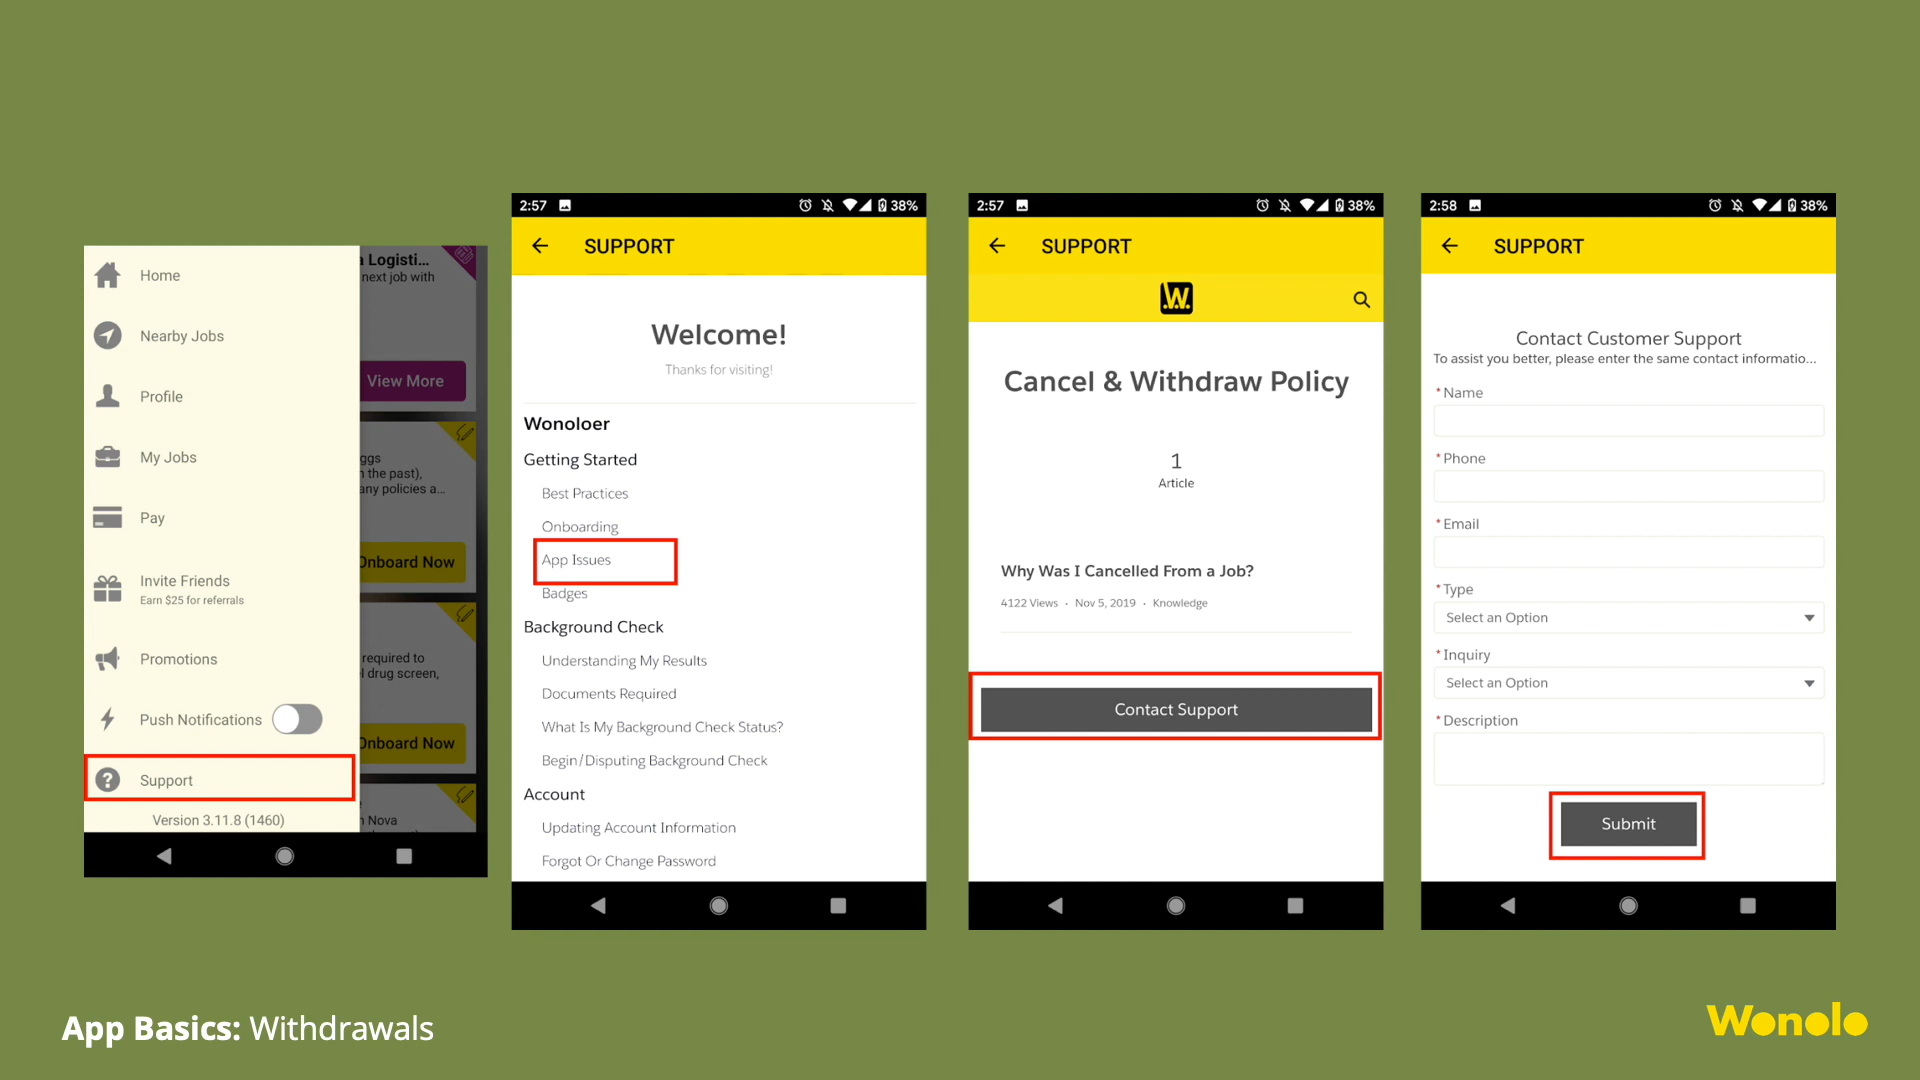 Home
Nearby Jobs
Profile
My Jobs
Pay
Invite Friends
Earn $25 for referrals
Promotions
Push Notifications
Support
Version 3.11.8 (1460)
Logisti...
next job with
View More
the past),
policies a...
Onboard Now
required to
drug screen,
Onboard Now
Nova
2:57
38%
SUPPORT
Welcome!
Thanks for visiting!
Wonoloer
Getting Started
Best Practices
Onboarding
App Issues
Badges
Background Check
Understanding My Results
Documents Required
What Is My Background Check Status?
Begin/Disputing Background Check
Account
Updating Account Information
Forgot Or Change Password
2:57
38%
SUPPORT
.W.
Cancel & Withdraw Policy
1
Article
Why Was I Cancelled From a Job?
4122 Views · Nov 5, 2019 · Knowledge
Contact Support
2:58
38%
SUPPORT
Contact Customer Support
To assist you better, please enter the same contact informatio...
*Name
*Phone
*Email
*Type
Select an Option
*Inquiry
Select an Option
*Description
Submit
App Basics: Withdrawals
Wonolo